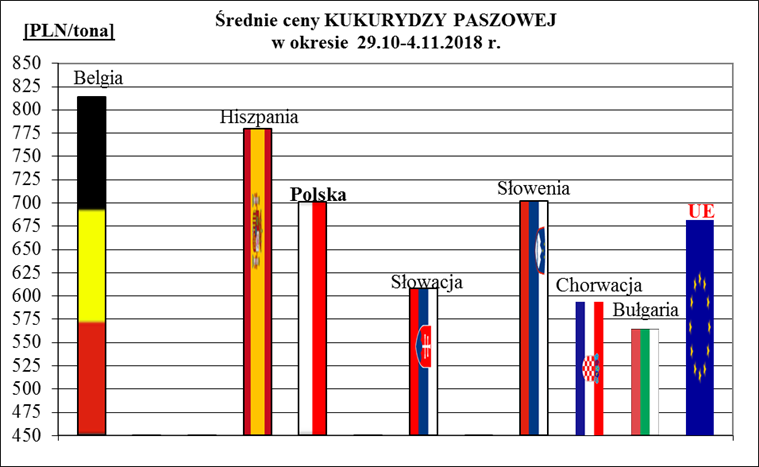 Średnie ceny KUKURYDZY PASZOWEJ
w okresie 29.10-4.11.2018 r.
[PLN/tona]
850
825
800
775
750
725
700
675
650
625
600
575
550
525
500
475
450
Belgia
Hiszpania
Polska
Słowacja
Słowenia
Chorwacja
Bułgaria
UE